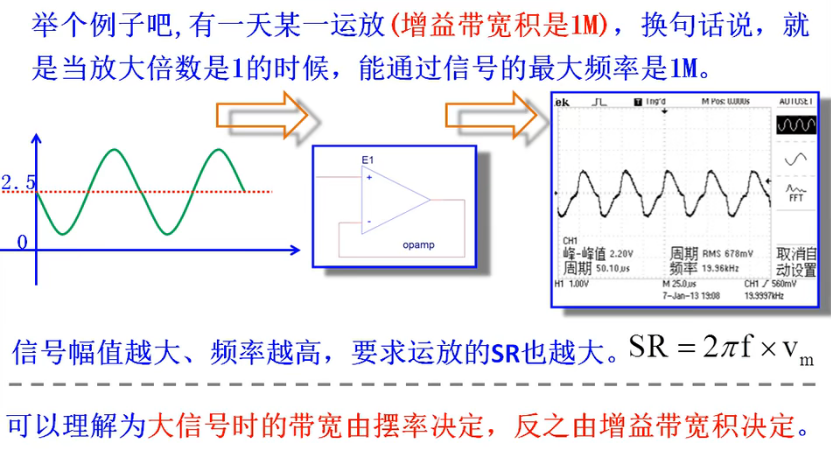 举个例子吧,有一天某一运放(增益带宽积是1M)，换句话说，就
是当放大倍数是1的时候，能通过信号的最大频率是1M。
2.5
0
E1
+
-
opamp
ek
Trig'd
M Pos: 0.000s
AUTOSET
FFT
CH1
峰-峰值 2.20V
周期 RMS 678mV
周期 50.10us
频率 19.96kHz
取消自
动设置
H1 1.00V
M 25.0us
CH1 / 560mV
7-Jan-13 19:08
19.9997kHz
信号幅值越大、频率越高，要求运放的SR也越大。SR = 2πf × vm
可以理解为大信号时的带宽由摆率决定，反之由增益带宽积决定。